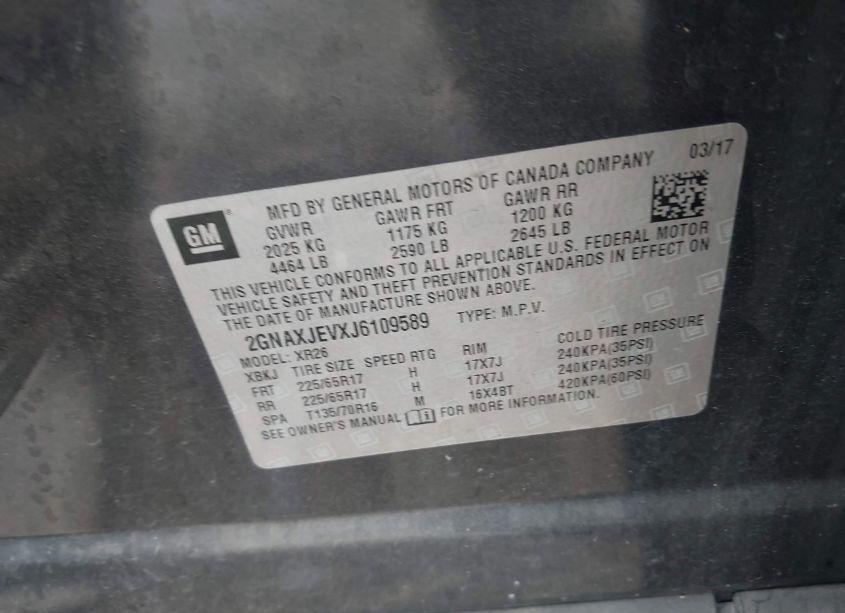 GM®
MFD BY GENERAL MOTORS OF CANADA COMPANY 03/17
GVWR GAWR FRT GAWR RR
2025 KG 1175 KG 1200 KG
4464 LB 2590 LB 2645 LB
THIS VEHICLE CONFORMS TO ALL APPLICABLE U.S. FEDERAL MOTOR
VEHICLE SAFETY AND THEFT PREVENTION STANDARDS IN EFFECT ON
THE DATE OF MANUFACTURE SHOWN ABOVE.
2GNAXJEVXJ6109589 TYPE: M.P.V.
MODEL: XR26
XBKJ TIRE SIZE SPEED RTG RIM COLD TIRE PRESSURE
FRT 225/65R17 H 17X7J 240KPA(35PSI)
RR 225/65R17 H 17X7J 240KPA(35PSI)
SPA T135/70R16 M 16X4BT 420KPA(60PSI)
SEE OWNER'S MANUAL FOR MORE INFORMATION.